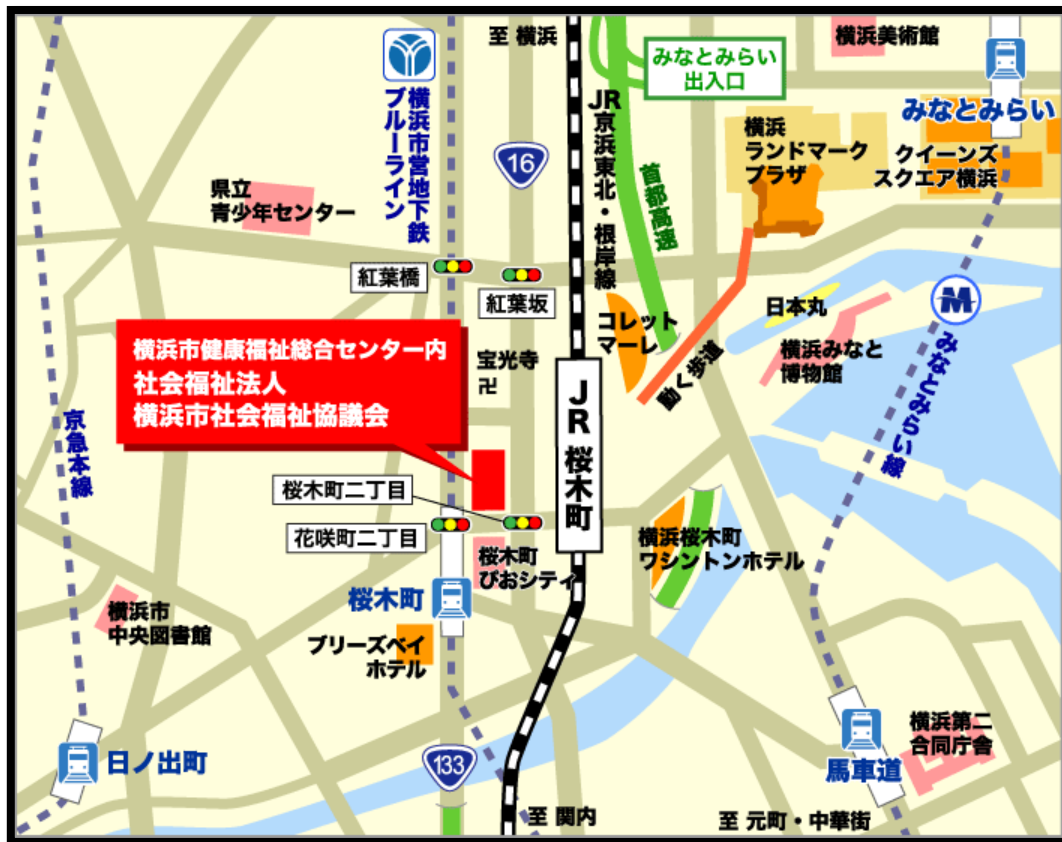 至 横浜
みなとみらい
出入口
横浜美術館
みなとみらい
横浜市営地下鉄
ブルーライン
16
JR京浜東北・根岸線
首都高速
横浜
ランドマーク
プラザ
クイーンズ
スクエア横浜
県立
青少年センター
紅葉橋
紅葉坂
コレット
マーレ
動く歩道
日本丸
横浜みなと
博物館
M
みなとみらい線
横浜市健康福祉総合センター内
社会福祉法人
横浜市社会福祉協議会
宝光寺
卍
JR桜木町
京急本線
桜木町二丁目
花咲町二丁目
桜木町
ぴおシティ
横浜桜木町
ワシントンホテル
桜木町
横浜市
中央図書館
ブリーズベイ
ホテル
日ノ出町
133
馬車道
横浜第二
合同庁舎
至 関内
至 元町・中華街